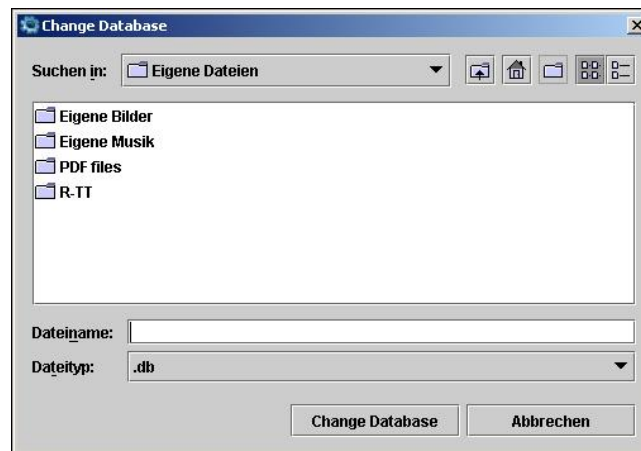 Change Database
Suchen in: Eigene Dateien
Eigene Bilder
Eigene Musik
PDF files
R-TT
Dateiname:
Dateityp: .db
Change Database Abbrechen